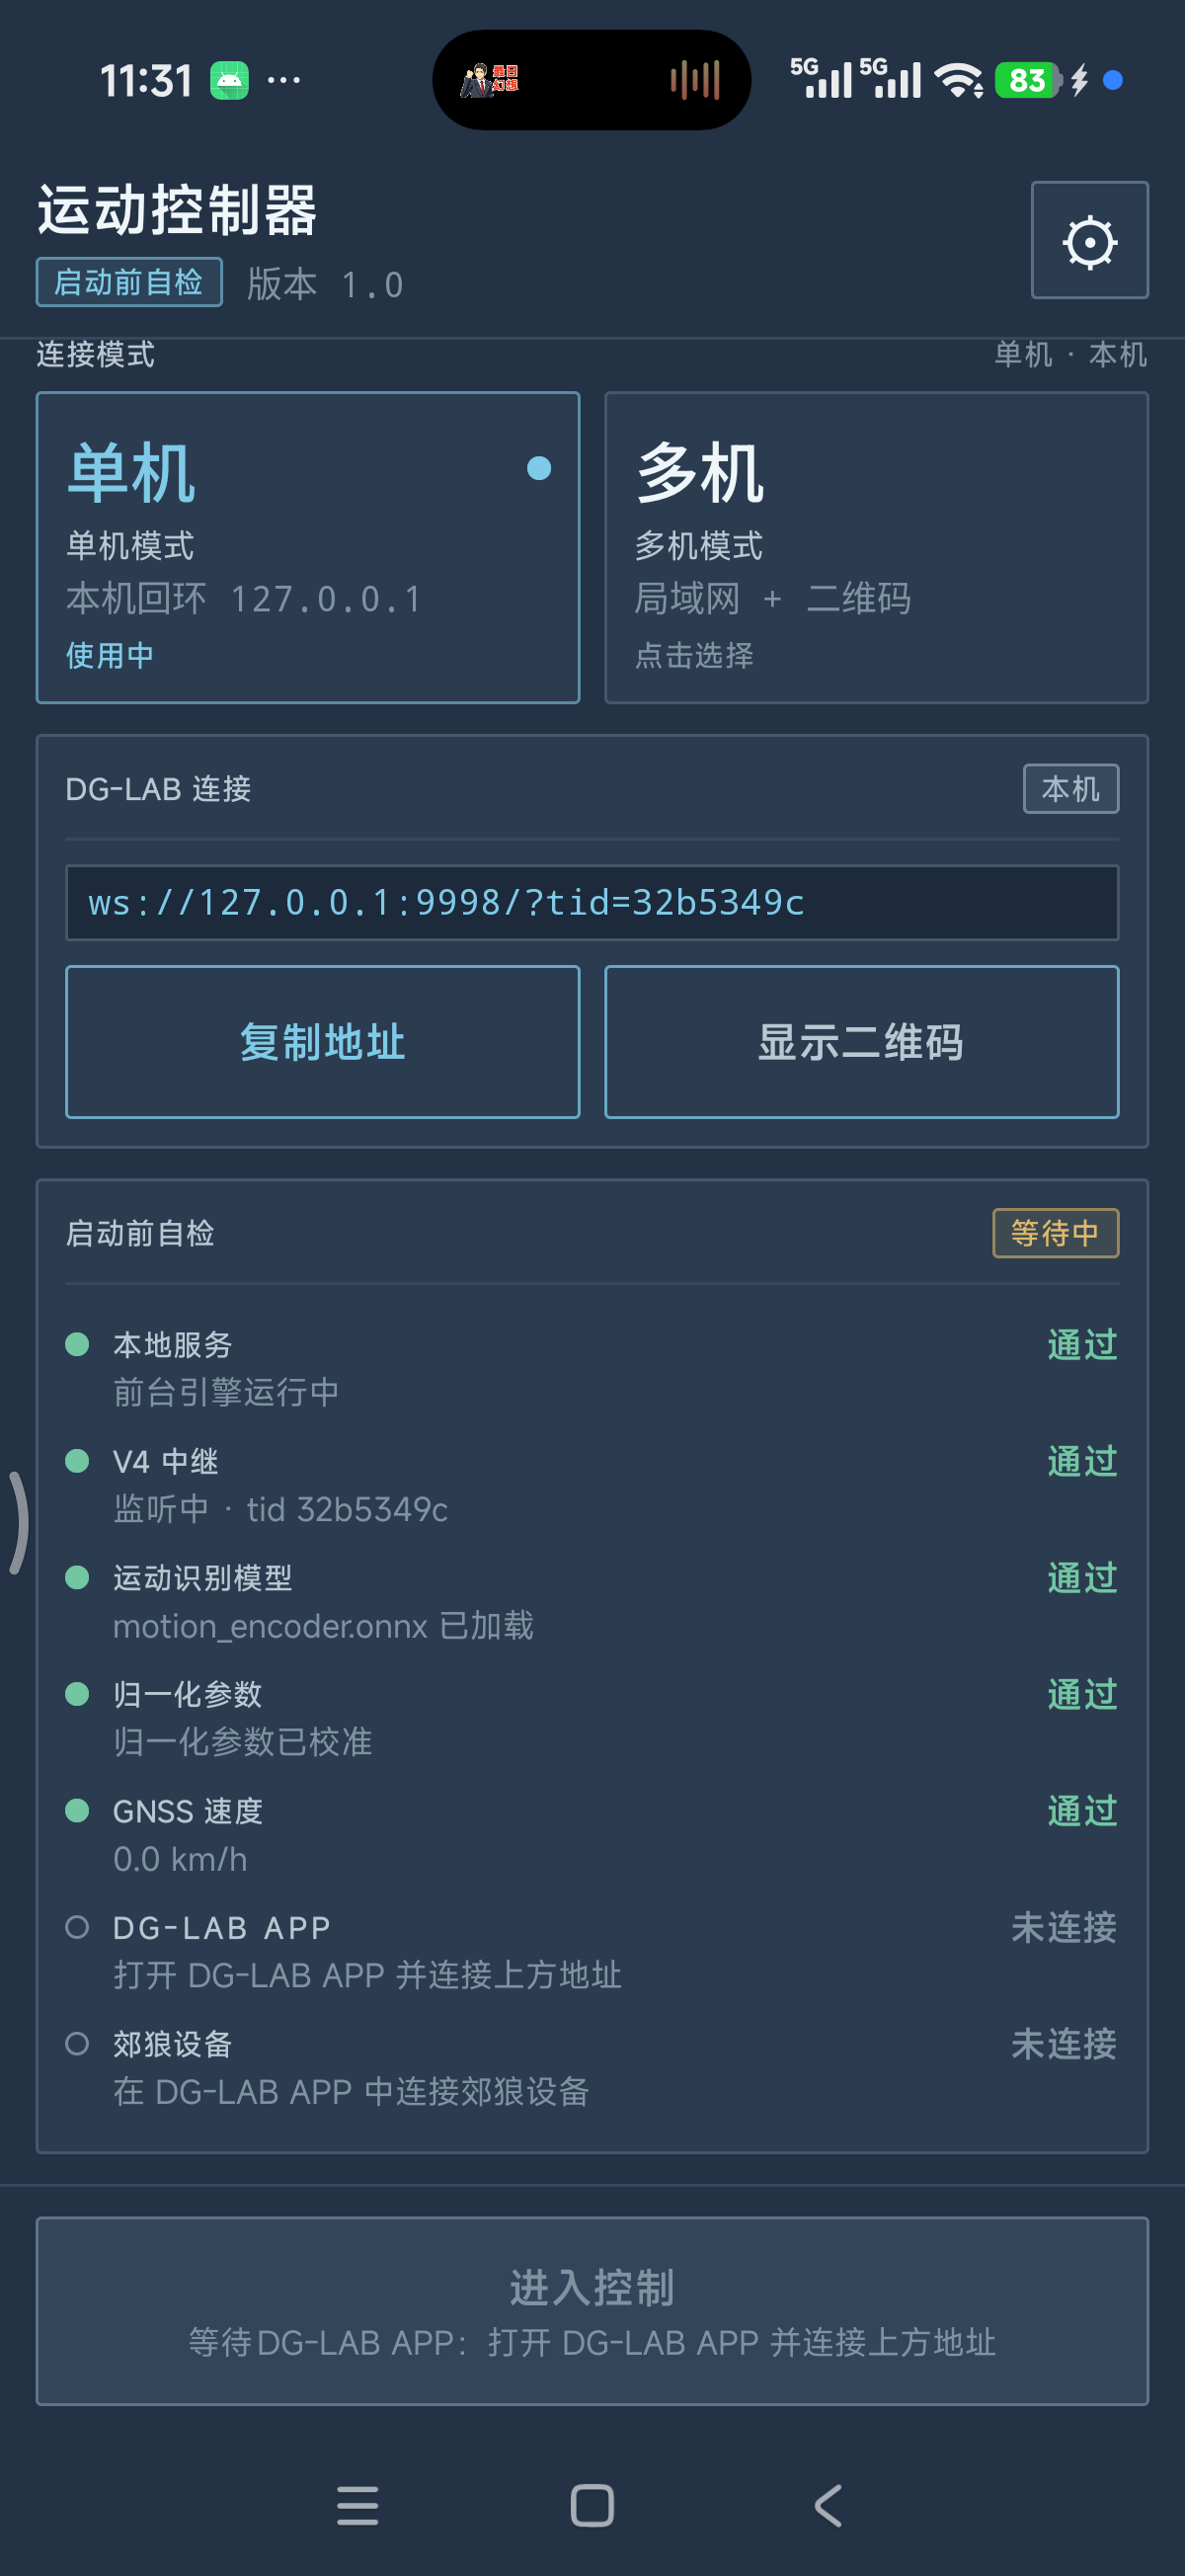 11:31 ... 最日 幻想 5G 5G 83
运动控制器
启动前自检 版本 1.0
连接模式 单机 · 本机
单机
单机模式
本机回环 127.0.0.1
使用中
多机
多机模式
局域网 + 二维码
点击选择
DG-LAB 连接 本机
ws://127.0.0.1:9998/?tid=32b5349c
复制地址 显示二维码
启动前自检 等待中
本地服务 通过
前台引擎运行中
V4 中继 通过
监听中 · tid 32b5349c
运动识别模型 通过
motion_encoder.onnx 已加载
归一化参数 通过
归一化参数已校准
GNSS 速度 通过
0.0 km/h
DG-LAB APP 未连接
打开 DG-LAB APP 并连接上方地址
郊狼设备 未连接
在 DG-LAB APP 中连接郊狼设备
进入控制
等待DG-LAB APP：打开 DG-LAB APP 并连接上方地址